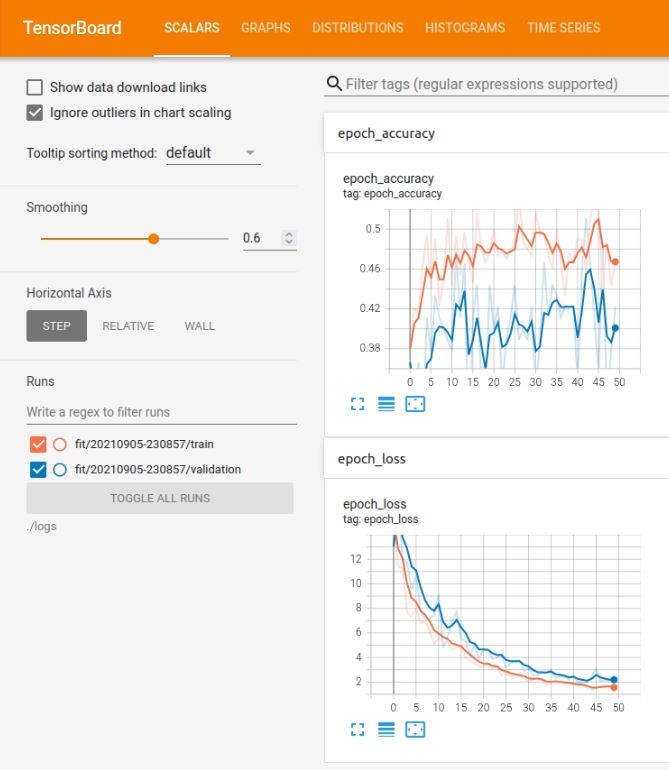 TensorBoard SCALARS GRAPHS DISTRIBUTIONS HISTOGRAMS TIME SERIES
Show data download links
Ignore outliers in chart scaling
Tooltip sorting method: default
Smoothing
0.6
Horizontal Axis
STEP RELATIVE WALL
Runs
Write a regex to filter runs
fit/20210905-230857/train
fit/20210905-230857/validation
TOGGLE ALL RUNS
./logs
Filter tags (regular expressions supported)
epoch_accuracy
epoch_accuracy
tag: epoch_accuracy
0.5
0.46
0.42
0.38
0 5 10 15 20 25 30 35 40 45 50
epoch_loss
epoch_loss
tag: epoch_loss
12
10
8
6
4
2
0 5 10 15 20 25 30 35 40 45 50